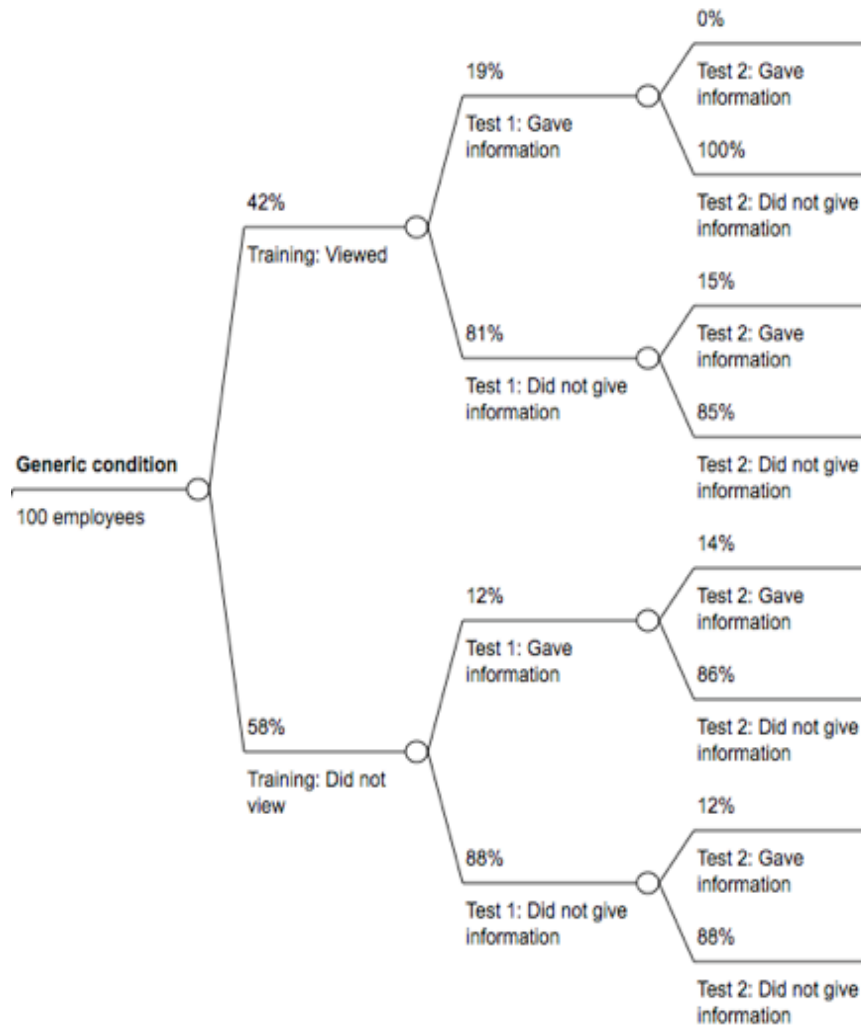 0%
Test 2: Gave
information
19%
Test 1: Gave
information
100%
Test 2: Did not give
information
42%
Training: Viewed
15%
Test 2: Gave
information
81%
Test 1: Did not give
information
85%
Test 2: Did not give
information
Generic condition
100 employees
14%
Test 2: Gave
information
12%
Test 1: Gave
information
86%
Test 2: Did not give
information
58%
Training: Did not
view
12%
Test 2: Gave
information
88%
Test 1: Did not give
information
88%
Test 2: Did not give
information